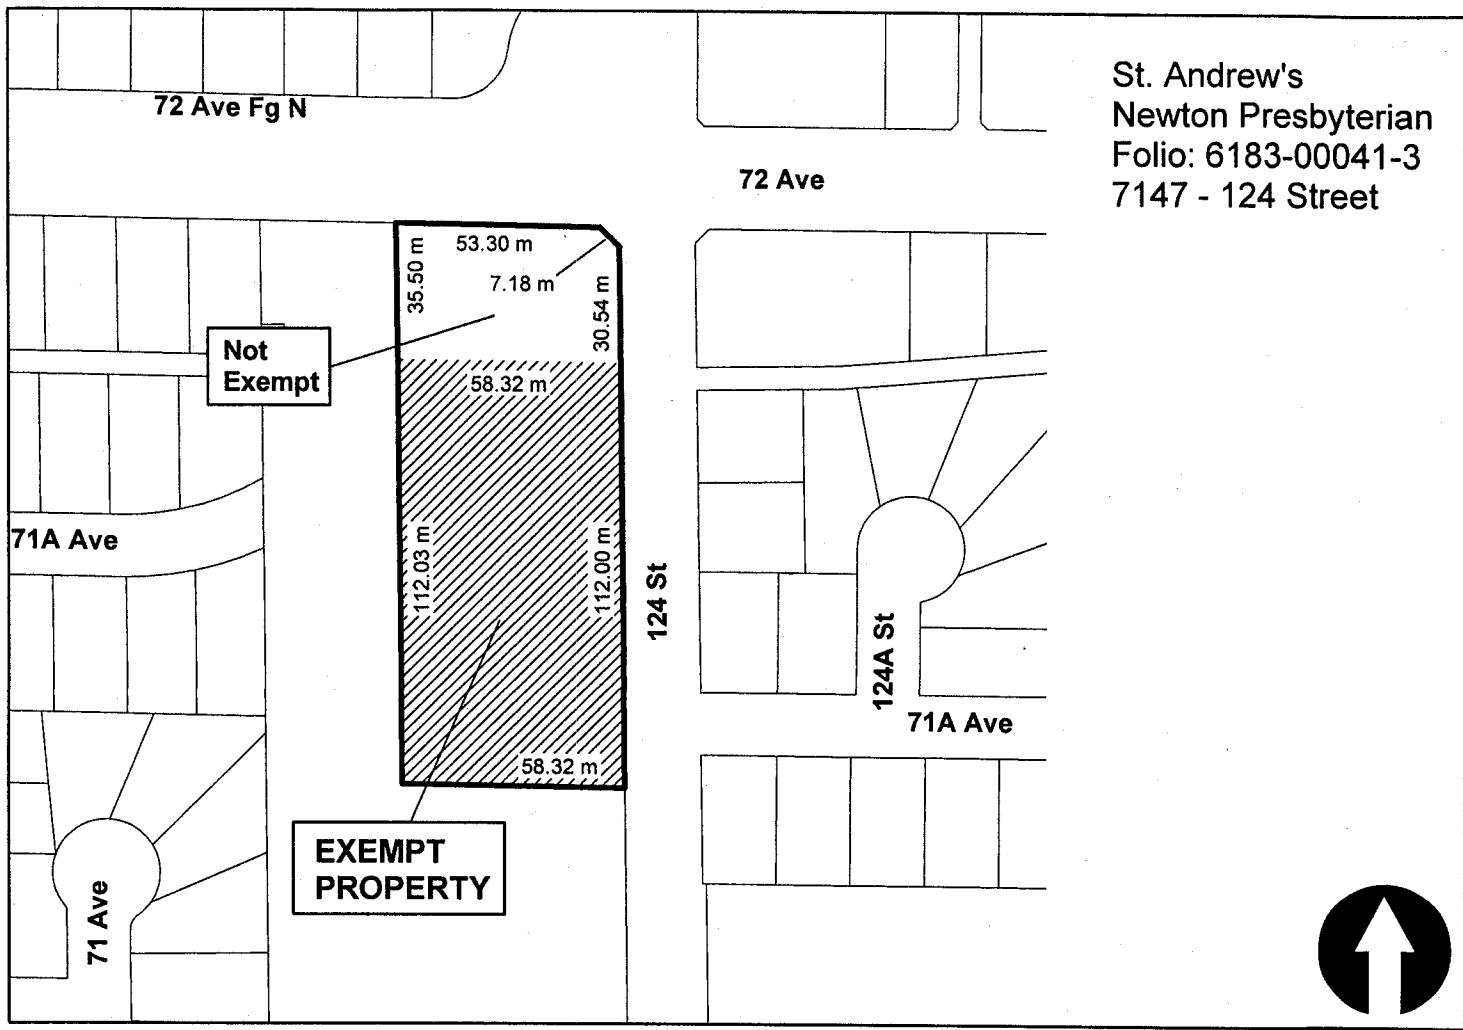 St. Andrew's
Newton Presbyterian
Folio: 6183-00041-3
7147 - 124 Street
72 Ave Fg N
72 Ave
53.30 m
35.50 m
7.18 m
30.54 m
Not
Exempt
58.32 m
71A Ave
112.03 m
112.00 m
124 St
124A St
71A Ave
58.32 m
EXEMPT
PROPERTY
71 Ave